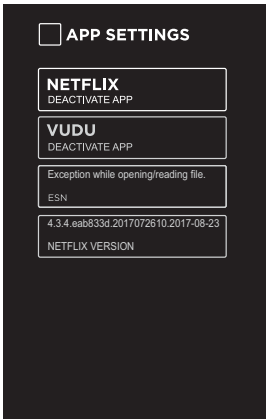 APP SETTINGS
NETFLIX
DEACTIVATE APP
VUDU
DEACTIVATE APP
Exception while opening/reading file.
ESN
4.3.4.eab833d.2017072610.2017-08-23
NETFLIX VERSION